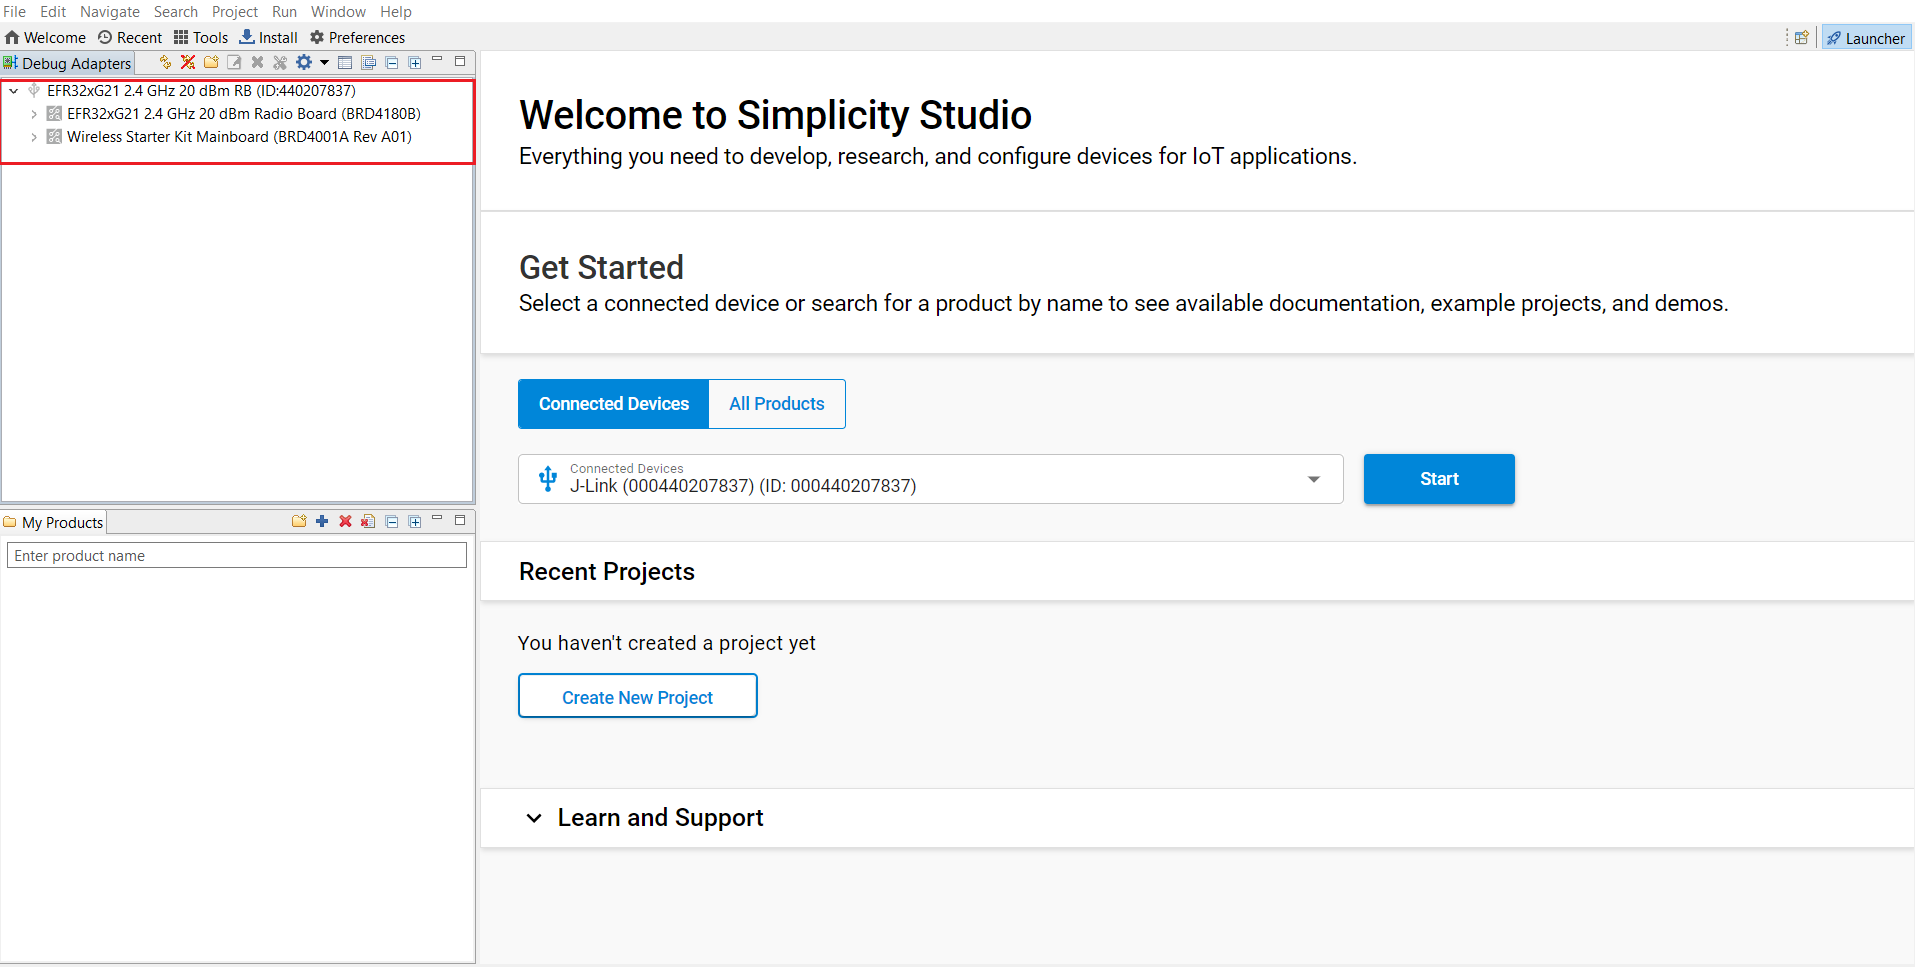 File Edit Navigate Search Project Run Window Help
Welcome Recent Tools Install Preferences
Launcher
Debug Adapters
EFR32xG21 2.4 GHz 20 dBm RB (ID:440207837)
EFR32xG21 2.4 GHz 20 dBm Radio Board (BRD4180B)
Wireless Starter Kit Mainboard (BRD4001A Rev A01)
My Products
Enter product name
Welcome to Simplicity Studio
Everything you need to develop, research, and configure devices for IoT applications.
Get Started
Select a connected device or search for a product by name to see available documentation, example projects, and demos.
Connected Devices All Products
Connected Devices
J-Link (000440207837) (ID: 000440207837)
Start
Recent Projects
You haven't created a project yet
Create New Project
Learn and Support